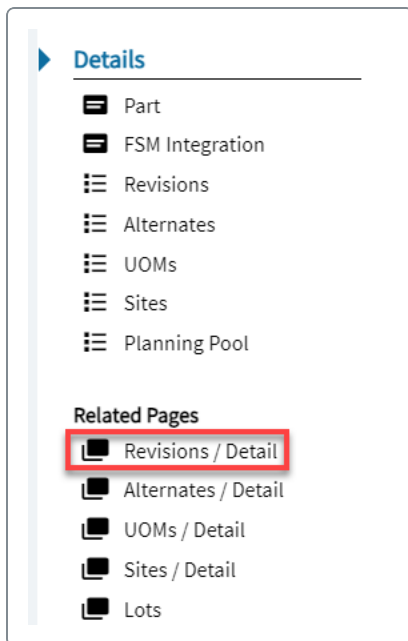 Details
Part
FSM Integration
Revisions
Alternates
UOMs
Sites
Planning Pool
Related Pages
Revisions / Detail
Alternates / Detail
UOMs / Detail
Sites / Detail
Lots